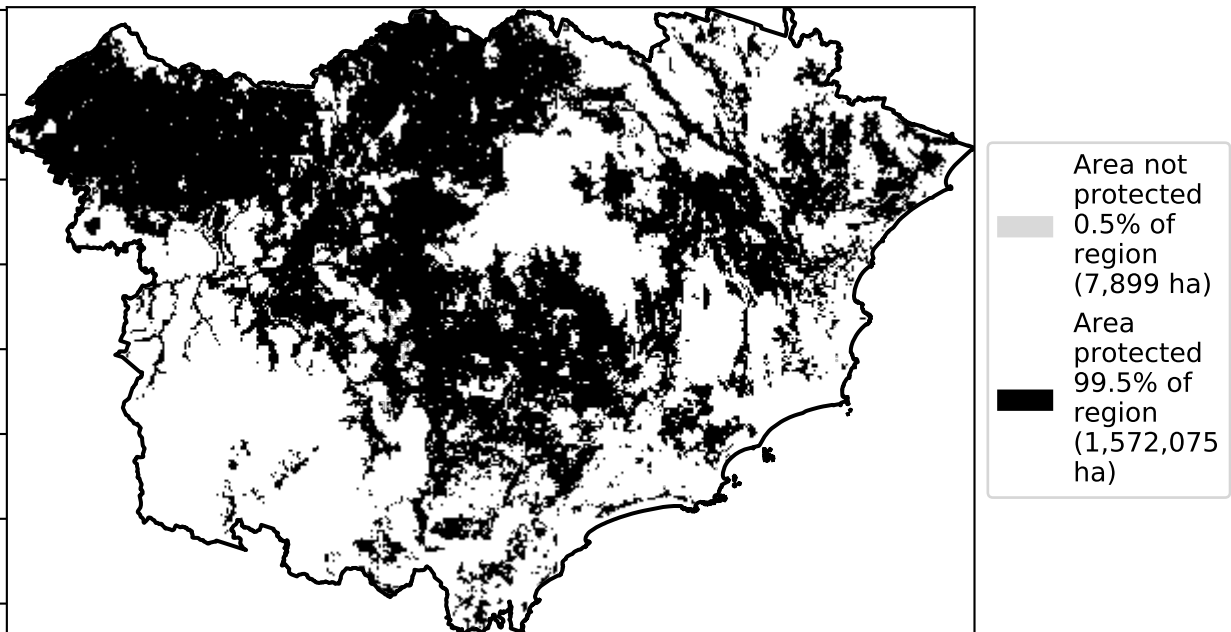 Area not
protected
0.5% of
region
(7,899 ha)
Area
protected
99.5% of
region
(1,572,075
ha)